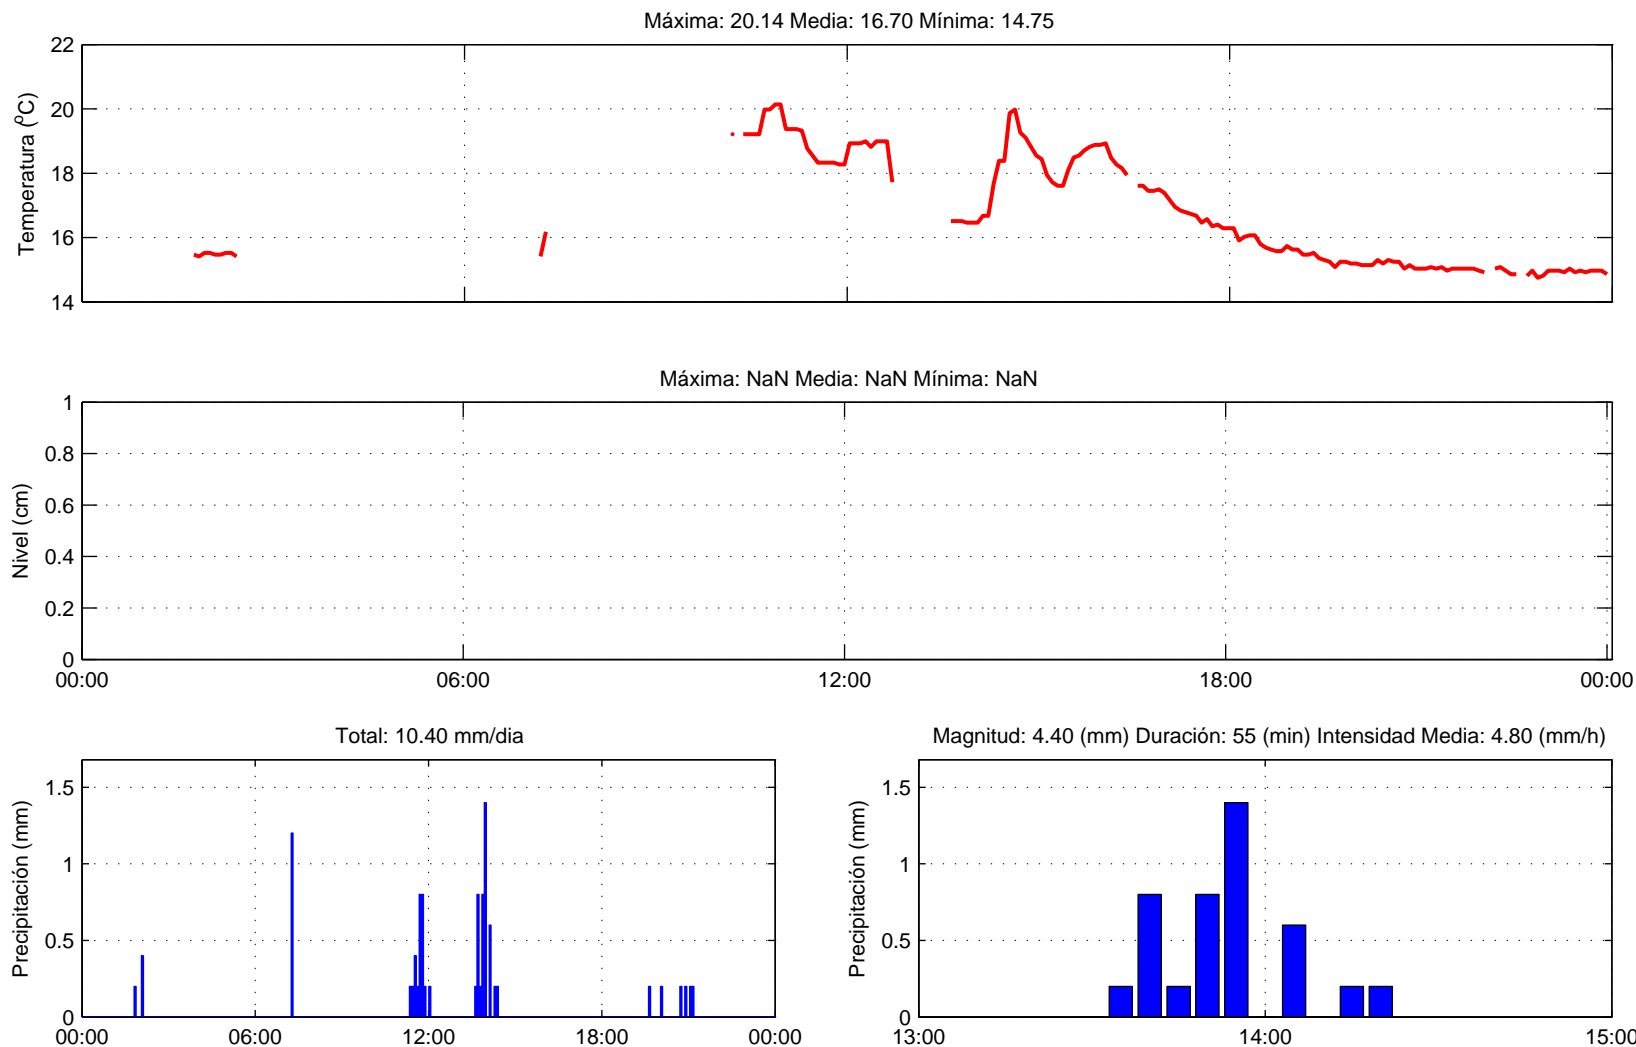 Máxima: 20.14 Media: 16.70 Mínima: 14.75
22
20
18
16
14
Temperatura (ºC)
Máxima: NaN Media: NaN Mínima: NaN
1
0.8
0.6
0.4
0.2
0
Nivel (cm)
00:00 06:00 12:00 18:00 00:00
Total: 10.40 mm/dia
1.5
1
0.5
0
Precipitación (mm)
00:00 06:00 12:00 18:00 00:00
Magnitud: 4.40 (mm) Duración: 55 (min) Intensidad Media: 4.80 (mm/h)
1.5
1
0.5
0
Precipitación (mm)
13:00 14:00 15:00